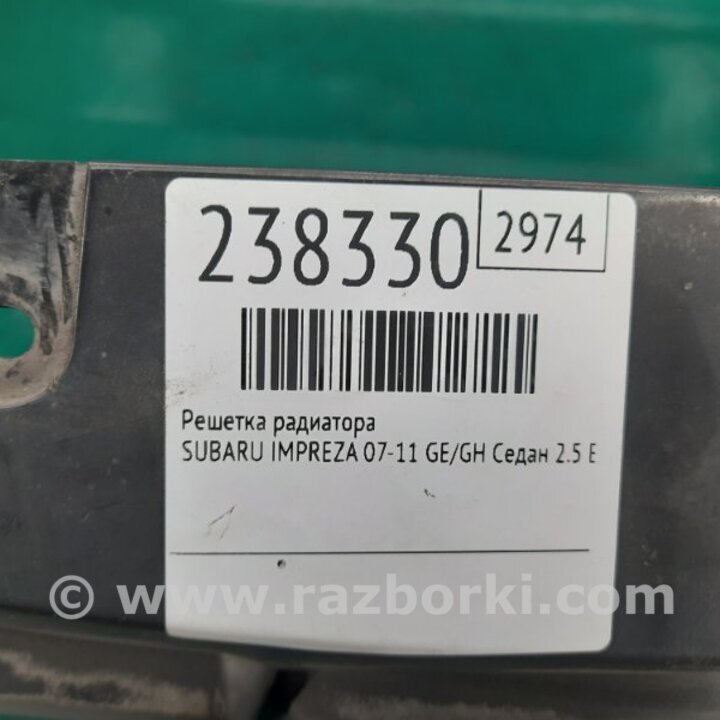 238330
2974
Решетка радиатора
SUBARU IMPREZA 07-11 GE/GH Седан 2.5 E
© www.razborki.com